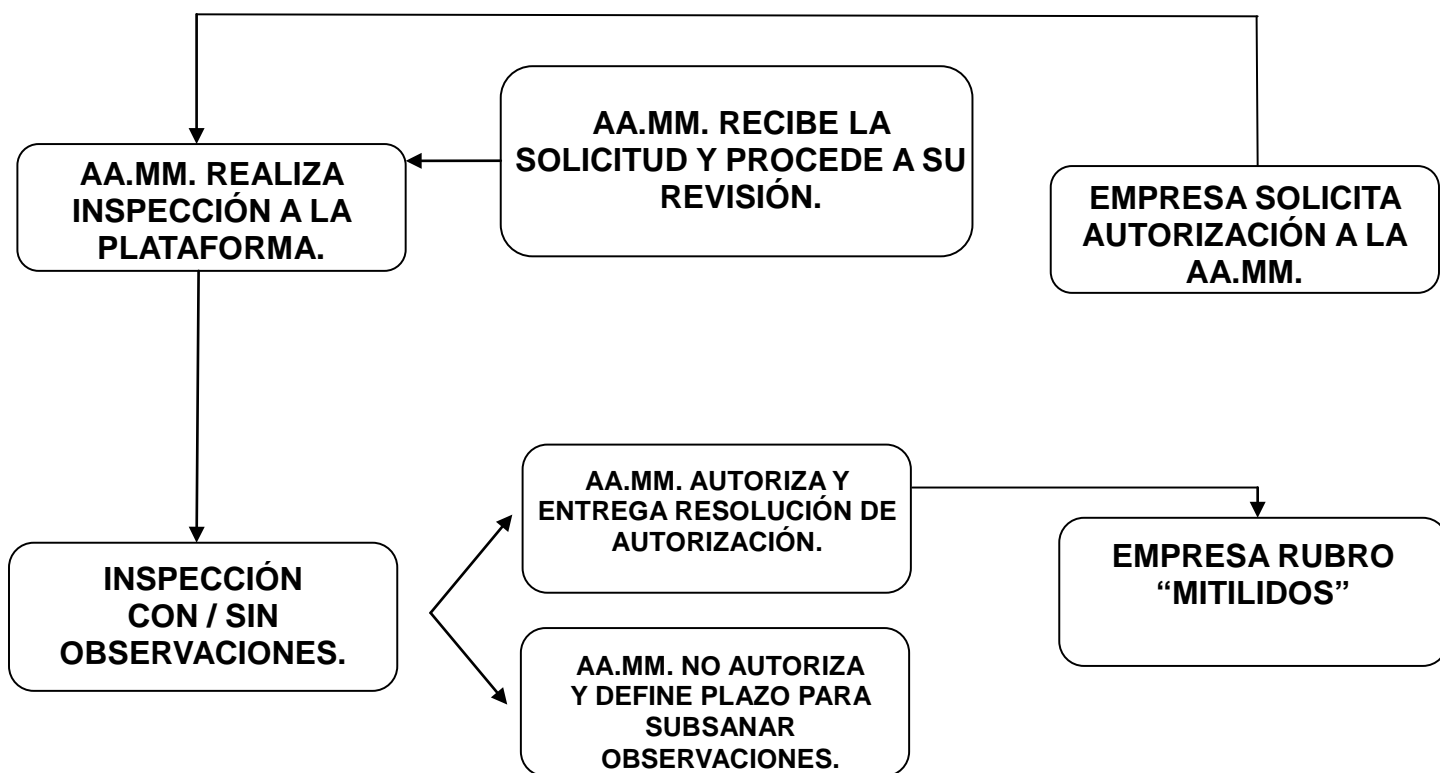 AA.MM. REALIZA
INSPECCIÓN A LA
PLATAFORMA.
AA.MM. RECIBE LA
SOLICITUD Y PROCEDE A SU
REVISIÓN.
EMPRESA SOLICITA
AUTORIZACIÓN A LA
AA.MM.
INSPECCIÓN
CON / SIN
OBSERVACIONES.
AA.MM. AUTORIZA Y
ENTREGA RESOLUCIÓN DE
AUTORIZACIÓN.
AA.MM. NO AUTORIZA
Y DEFINE PLAZO PARA
SUBSANAR
OBSERVACIONES.
EMPRESA RUBRO
“MITILIDOS”